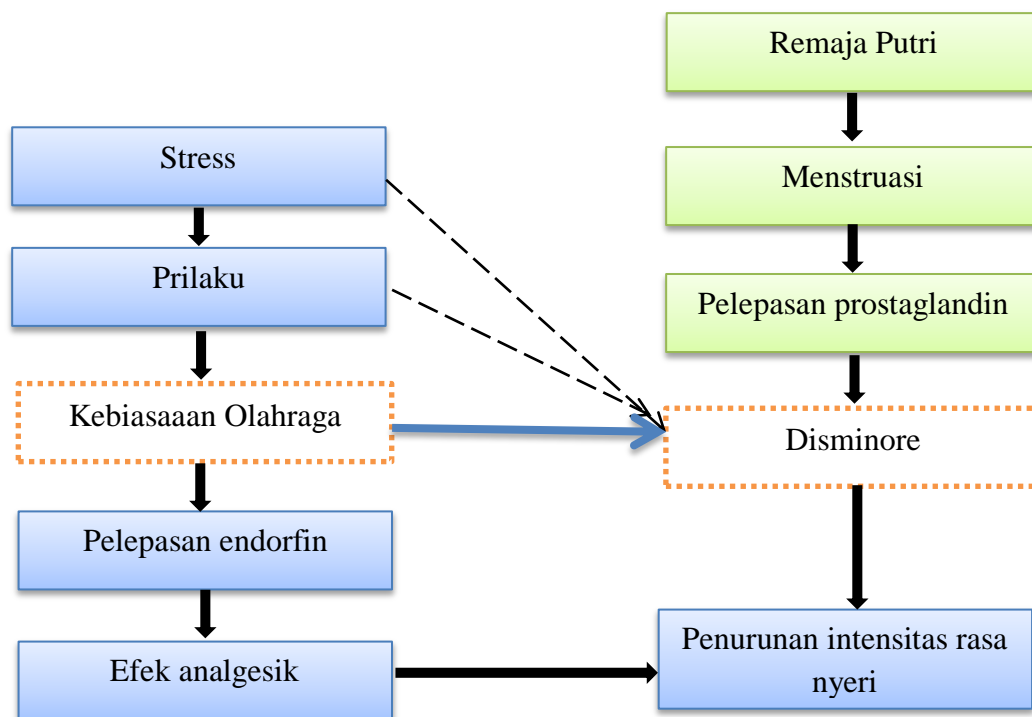 Remaja Putri
Stress
Menstruasi
Prilaku
Pelepasan prostaglandin
Kebiasaaan Olahraga
Disminore
Pelepasan endorfin
Efek analgesik
Penurunan intensitas rasa
nyeri